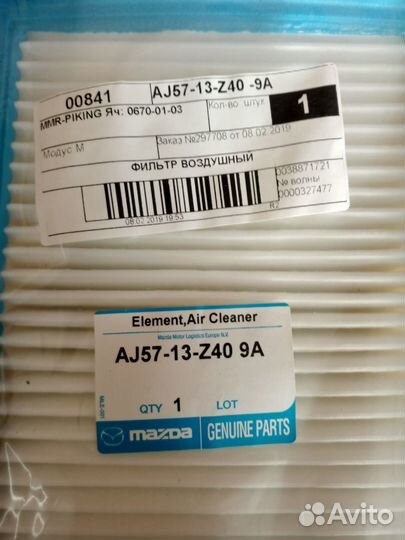 00841 AJ57-13-Z40 -9A
MMR-PIKING Яч: 0670-01-03 Кол-во штук 1
Модус М Заказ №297708 от 08.02.2019
ФИЛЬТР ВОЗДУШНЫЙ
0038871721
№ волны
0000327477
08.02.2019 19:53 R2
Element,Air Cleaner
Mazda Motor Logistics Europe N.V.
AJ57-13-Z40 9A
QTY 1 LOT
mazda GENUINE PARTS
Avito